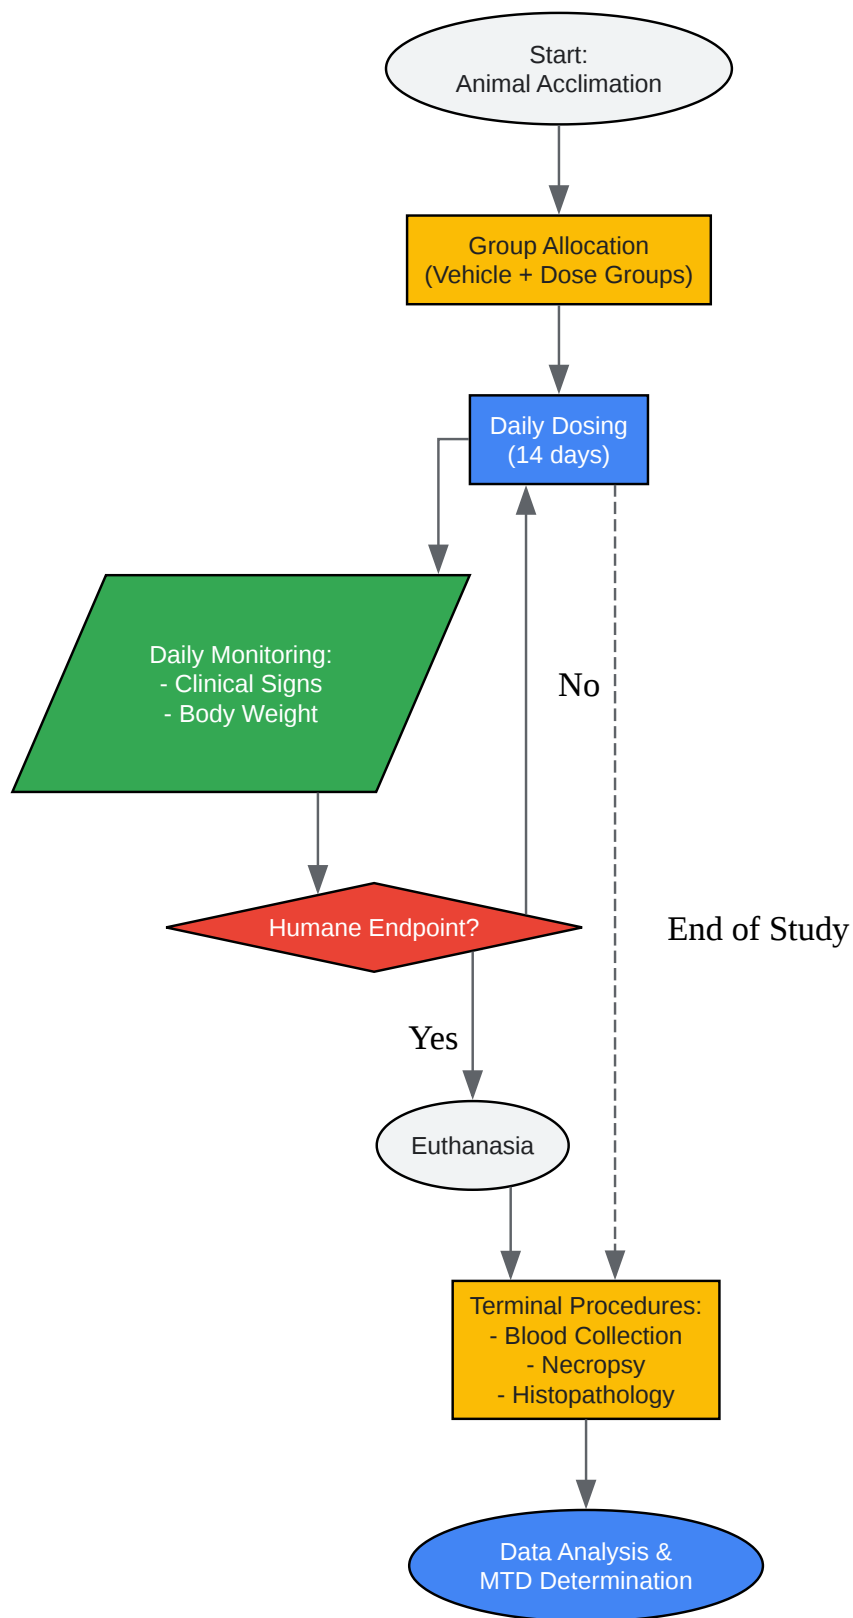 Start:
Animal Acclimation
Group Allocation
(Vehicle + Dose Groups)
Daily Dosing
(14 days)
Daily Monitoring:
- Clinical Signs
- Body Weight
No
Humane Endpoint?
End of Study
Yes
Euthanasia
Terminal Procedures:
- Blood Collection
- Necropsy
- Histopathology
Data Analysis &
MTD Determination